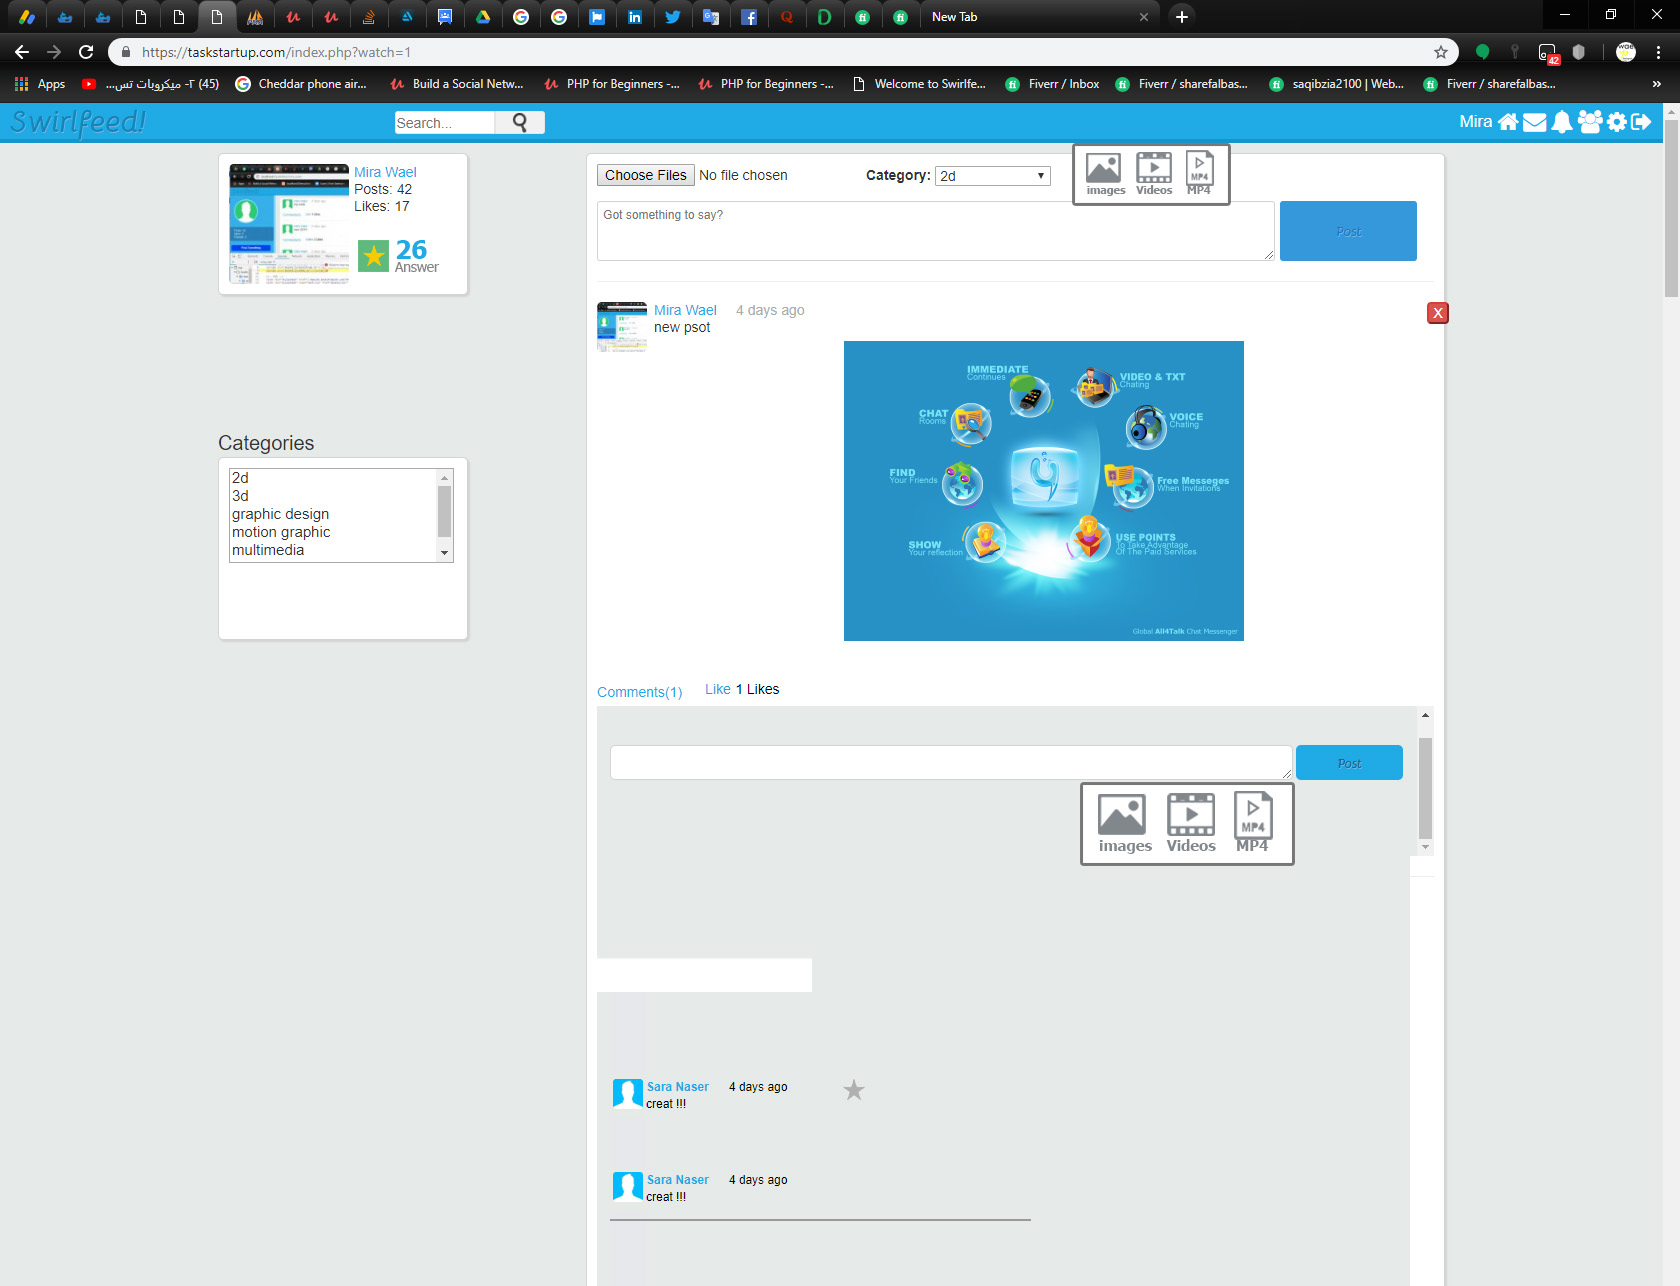 New Tab
https://taskstartup.com/index.php?watch=1
42
Apps
(45) ٢- ميكروبات تس...
Cheddar phone air...
Build a Social Netw...
PHP for Beginners -...
PHP for Beginners -...
Welcome to Swirlfe...
Fiverr / Inbox
Fiverr / sharefalbas...
saqibzia2100 | Web...
Fiverr / sharefalbas...
Swirlfeed!
Search...
Mira
Mira Wael
Posts: 42
Likes: 17
26
Answer
Choose Files No file chosen
Category: 2d
images Videos MP4
Got something to say?
Post
Mira Wael 4 days ago
new psot
X
IMMEDIATE
Continues
VIDEO & TXT
Chating
CHAT
Rooms
VOICE
Chating
FIND
Your Friends
Free Messeges
When Invitations
SHOW
Your reflection
USE POINTS
To Take Advantage
Of The Paid Services
Global All4Talk Chat Messenger
Categories
2d
3d
graphic design
motion graphic
multimedia
Comments(1) Like 1 Likes
Post
MP4
images Videos MP4
Sara Naser 4 days ago
creat !!!
Sara Naser 4 days ago
creat !!!